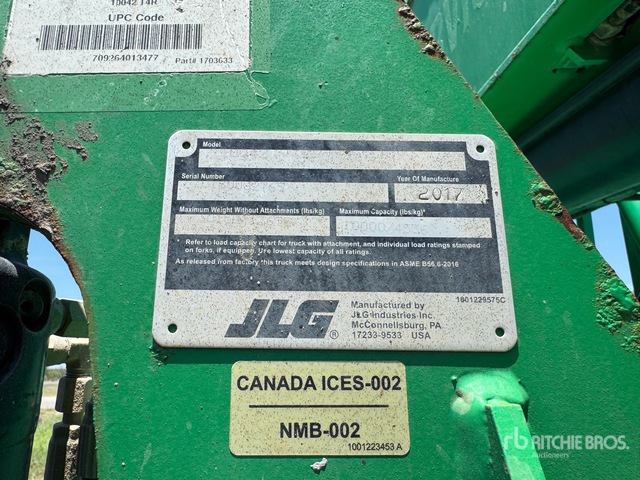 UPC Code
709264013477
Part# 1703633
Model
Serial Number
Year Of Manufacture
2017
Maximum Weight Without Attachments (lbs/kg)
Maximum Capacity (lbs/kg)*
* Refer to load capacity chart for truck with attachment, and individual load ratings stamped
on forks, if equipped. Use lowest capacity of all ratings.
As released from factory this truck meets design specifications in ASME B56.6-2016
JLG ®
Manufactured by
JLG Industries Inc.
McConnellsburg, PA
17233-9533 USA
1001229575C
CANADA ICES-002
NMB-002
1001223453 A
rb RITCHIE BROS.
Auctioneers